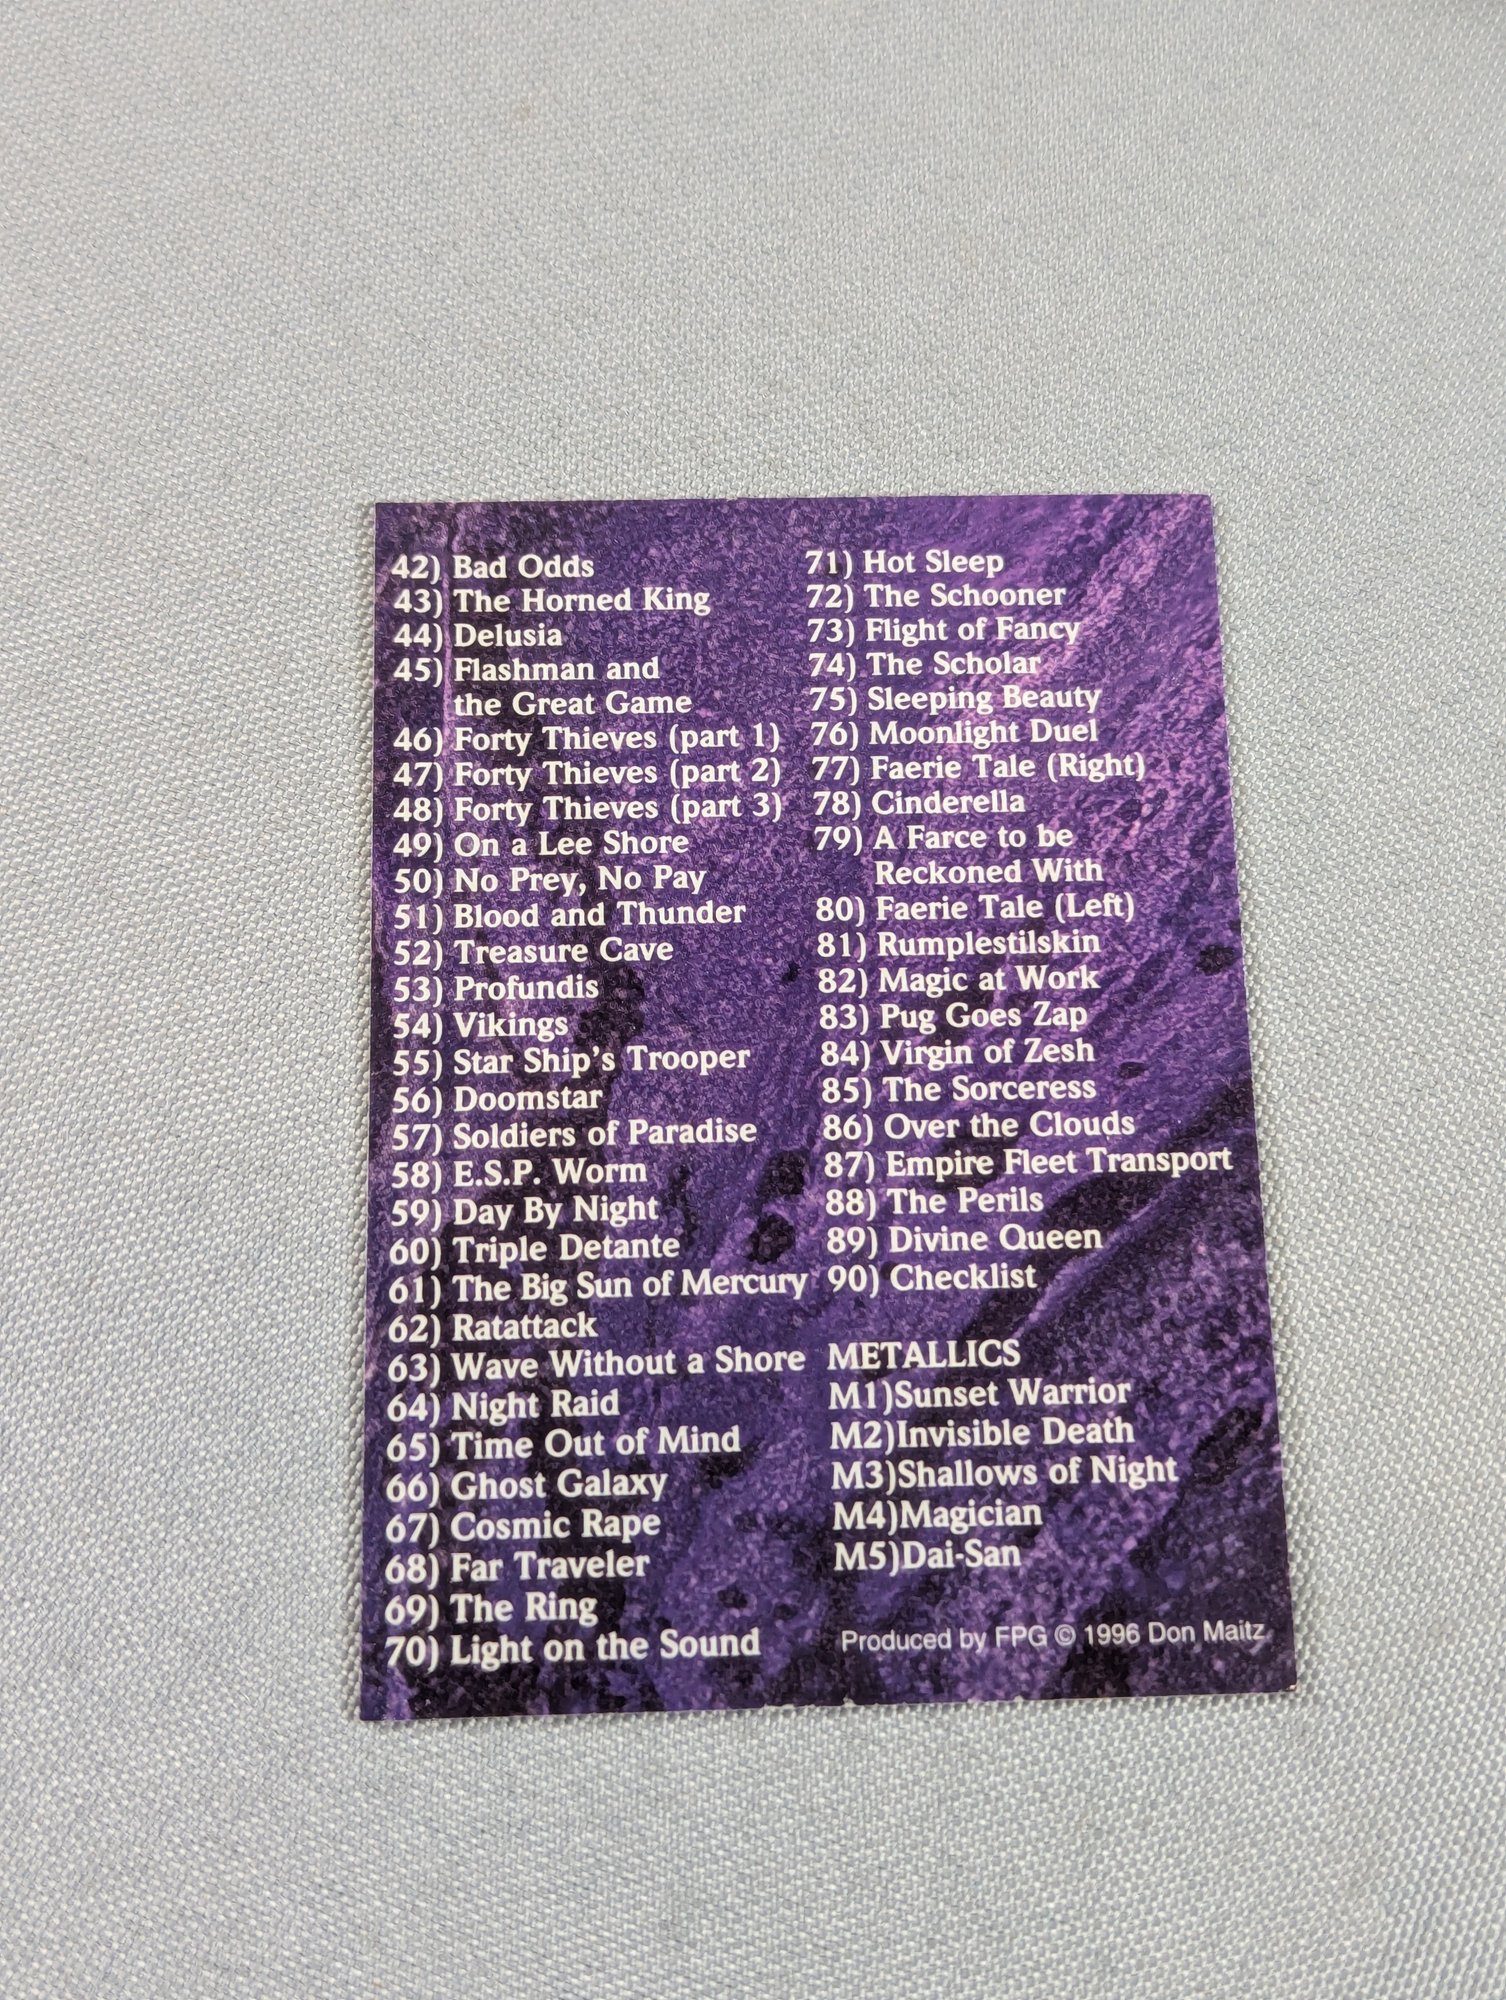 42) Bad Odds
43) The Horned King
44) Delusia
45) Flashman and
the Great Game
46) Forty Thieves (part 1)
47) Forty Thieves (part 2)
48) Forty Thieves (part 3)
49) On a Lee Shore
50) No Prey, No Pay
51) Blood and Thunder
52) Treasure Cave
53) Profundis
54) Vikings
55) Star Ship's Trooper
56) Doomstar
57) Soldiers of Paradise
58) E.S.P. Worm
59) Day By Night
60) Triple Detante
61) The Big Sun of Mercury
62) Ratattack
63) Wave Without a Shore
64) Night Raid
65) Time Out of Mind
66) Ghost Galaxy
67) Cosmic Rape
68) Far Traveler
69) The Ring
70) Light on the Sound
71) Hot Sleep
72) The Schooner
73) Flight of Fancy
74) The Scholar
75) Sleeping Beauty
76) Moonlight Duel
77) Faerie Tale (Right)
78) Cinderella
79) A Farce to be
Reckoned With
80) Faerie Tale (Left)
81) Rumplestilskin
82) Magic at Work
83) Pug Goes Zap
84) Virgin of Zesh
85) The Sorceress
86) Over the Clouds
87) Empire Fleet Transport
88) The Perils
89) Divine Queen
90) Checklist
METALLICS
M1)Sunset Warrior
M2)Invisible Death
M3)Shallows of Night
M4)Magician
M5)Dai-San
Produced by FPG © 1996 Don Maitz